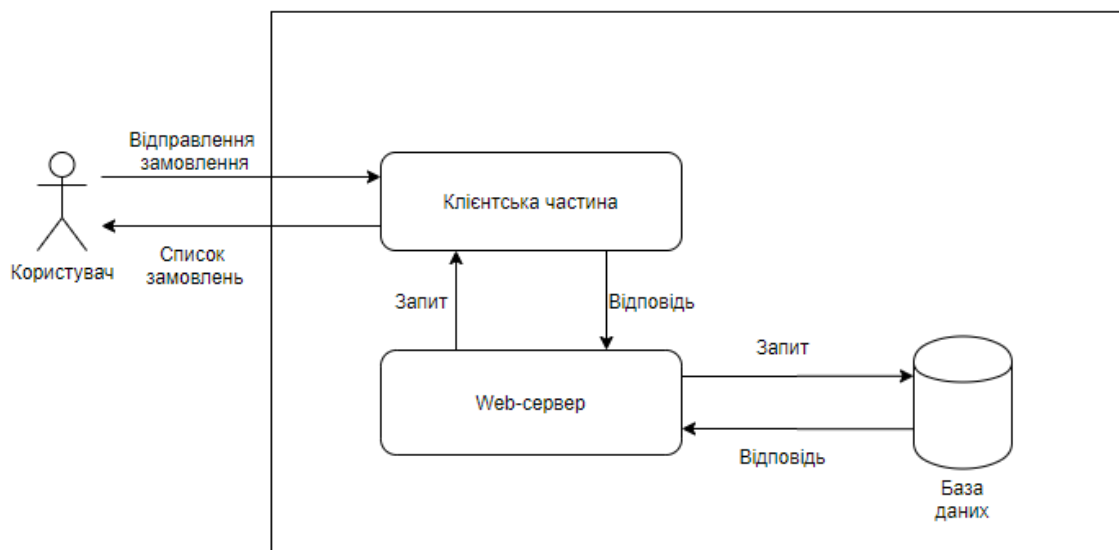 Відправлення
замовлення
Клієнтська частина
Користувач
Список
замовлень
Запит
Відповідь
Запит
Web-сервер
Відповідь
База
даних